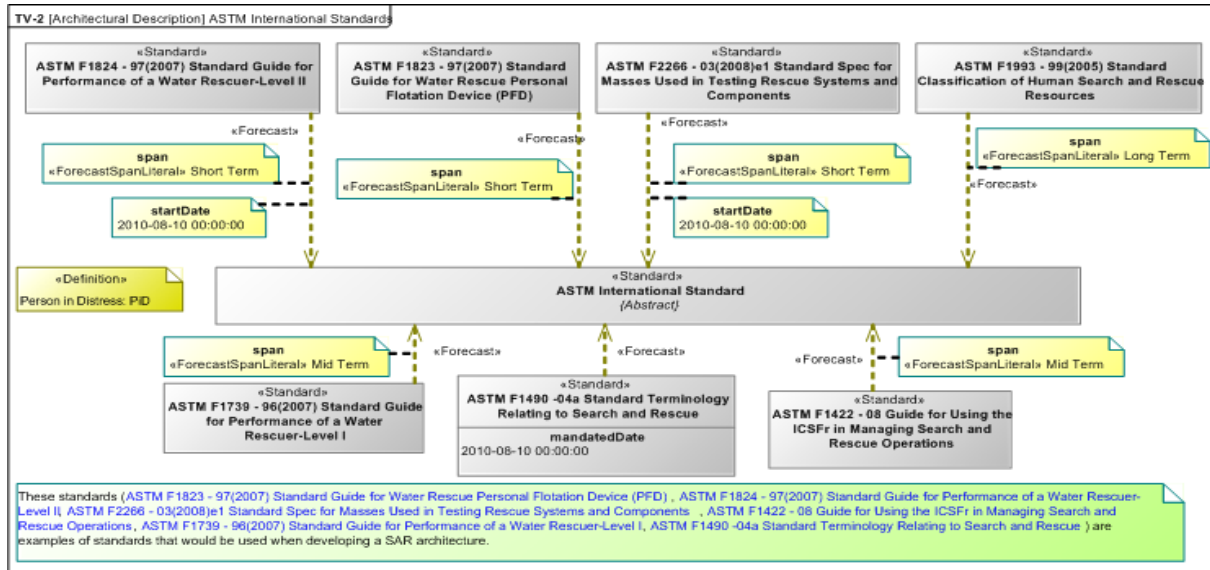 TV-2 [Architectural Description] ASTM International Standards
«Standard»
ASTM F1824 - 97(2007) Standard Guide for
Performance of a Water Rescuer-Level II
«Standard»
ASTM F1823 - 97(2007) Standard
Guide for Water Rescue Personal
Flotation Device (PFD)
«Standard»
ASTM F2266 - 03(2008)e1 Standard Spec for
Masses Used in Testing Rescue Systems and
Components
«Standard»
ASTM F1993 - 99(2005) Standard
Classification of Human Search and Rescue
Resources
«Forecast»
«Forecast»
«Forecast»
«Forecast»
span
«ForecastSpanLiteral» Short Term
startDate
2010-08-10 00:00:00
span
«ForecastSpanLiteral» Short Term
span
«ForecastSpanLiteral» Short Term
startDate
2010-08-10 00:00:00
span
«ForecastSpanLiteral» Long Term
«Definition»
Person in Distress: PiD
«Standard»
ASTM International Standard
{Abstract}
span
«ForecastSpanLiteral» Mid Term
«Forecast»
«Forecast»
«Forecast»
span
«ForecastSpanLiteral» Mid Term
«Standard»
ASTM F1739 - 96(2007) Standard Guide
for Performance of a Water
Rescuer-Level I
«Standard»
ASTM F1490 -04a Standard Terminology
Relating to Search and Rescue
mandatedDate
2010-08-10 00:00:00
«Standard»
ASTM F1422 - 08 Guide for Using the
ICSFr in Managing Search and
Rescue Operations
These standards (ASTM F1823 - 97(2007) Standard Guide for Water Rescue Personal Flotation Device (PFD) , ASTM F1824 - 97(2007) Standard Guide for Performance of a Water Rescuer-
Level II, ASTM F2266 - 03(2008)e1 Standard Spec for Masses Used in Testing Rescue Systems and Components , ASTM F1422 - 08 Guide for Using the ICSFr in Managing Search and
Rescue Operations, ASTM F1739 - 96(2007) Standard Guide for Performance of a Water Rescuer-Level I, ASTM F1490 -04a Standard Terminology Relating to Search and Rescue ) are
examples of standards that would be used when developing a SAR architecture.